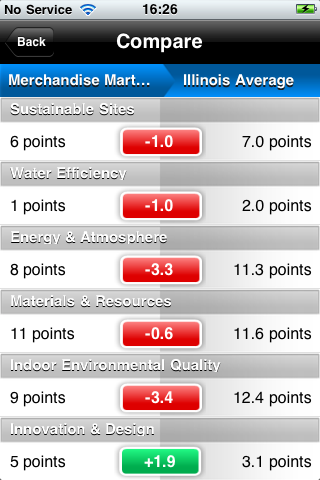 No Service 16:26
Back Compare
Merchandise Mart... Illinois Average
Sustainable Sites
6 points -1.0 7.0 points
Water Efficiency
1 points -1.0 2.0 points
Energy & Atmosphere
8 points -3.3 11.3 points
Materials & Resources
11 points -0.6 11.6 points
Indoor Environmental Quality
9 points -3.4 12.4 points
Innovation & Design
5 points +1.9 3.1 points